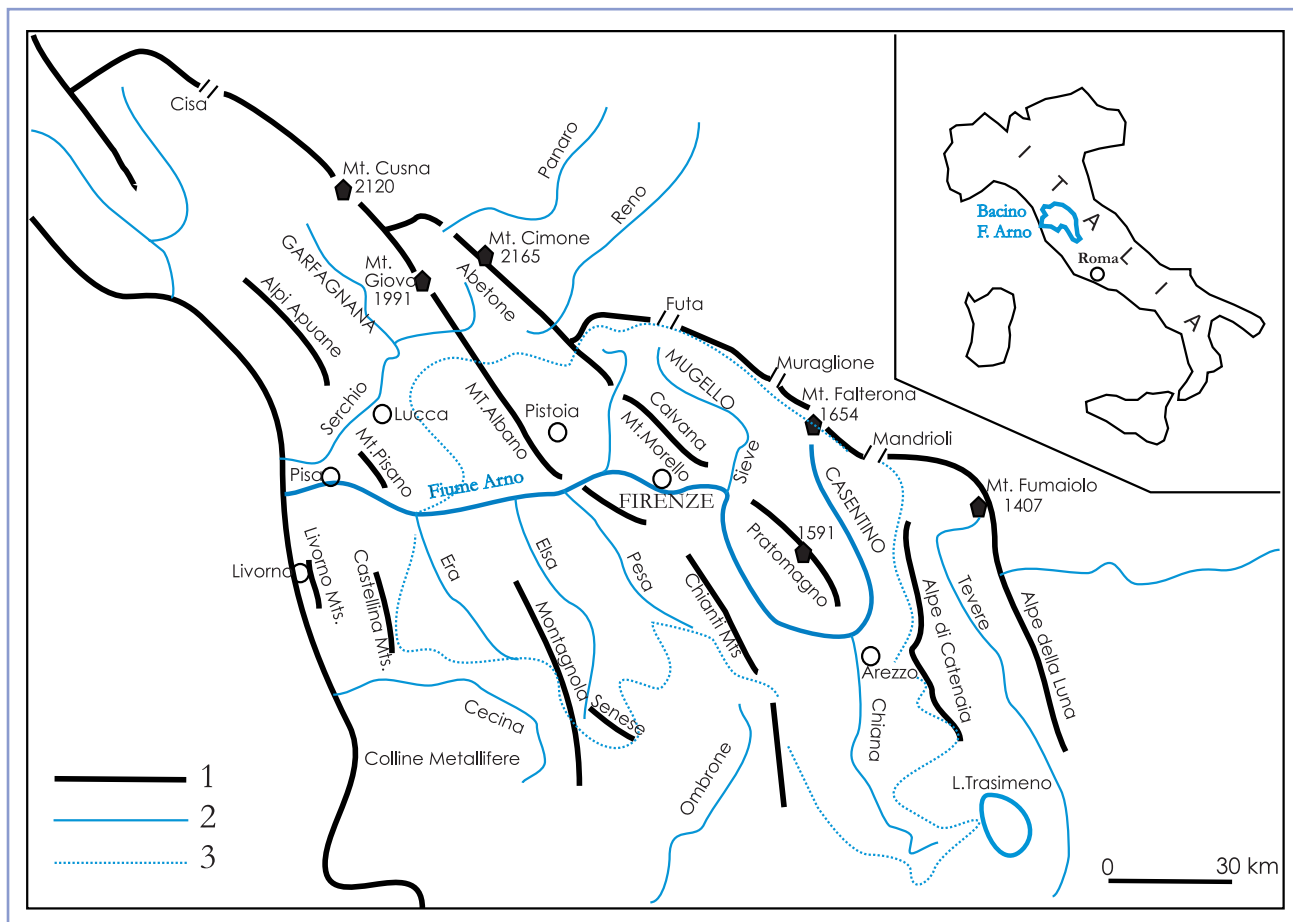 Cisa
Mt. Cusna
2120
Panaro
Reno
GARFAGNANA
Mt.
Giovo
1991
Mt. Cimone
2165
Abetone
Alpi Apuane
Futa
Muraglione
MUGELLO
Mt. Falterona
1654
Mandrioli
Serchio
Lucca
MT.Albano
Pistoia
Calvana
Mt.Morello
Sieve
CASENTINO
Mt. Fumaiolo
1407
Pisa
Mt.Pisano
Fiume Arno
FIRENZE
1591
Pratomagno
Livorno
Livorno Mts.
Castellina Mts.
Era
Elsa
Pesa
Chianti Mts
Montagnola
Senese
Arezzo
Alpe di Catenaia
Tevere
Alpe della Luna
Cecina
Colline Metallifere
Ombrone
Chiana
L.Trasimeno
1
2
3
0 30 km
ITALIA
Bacino
F. Arno
Roma